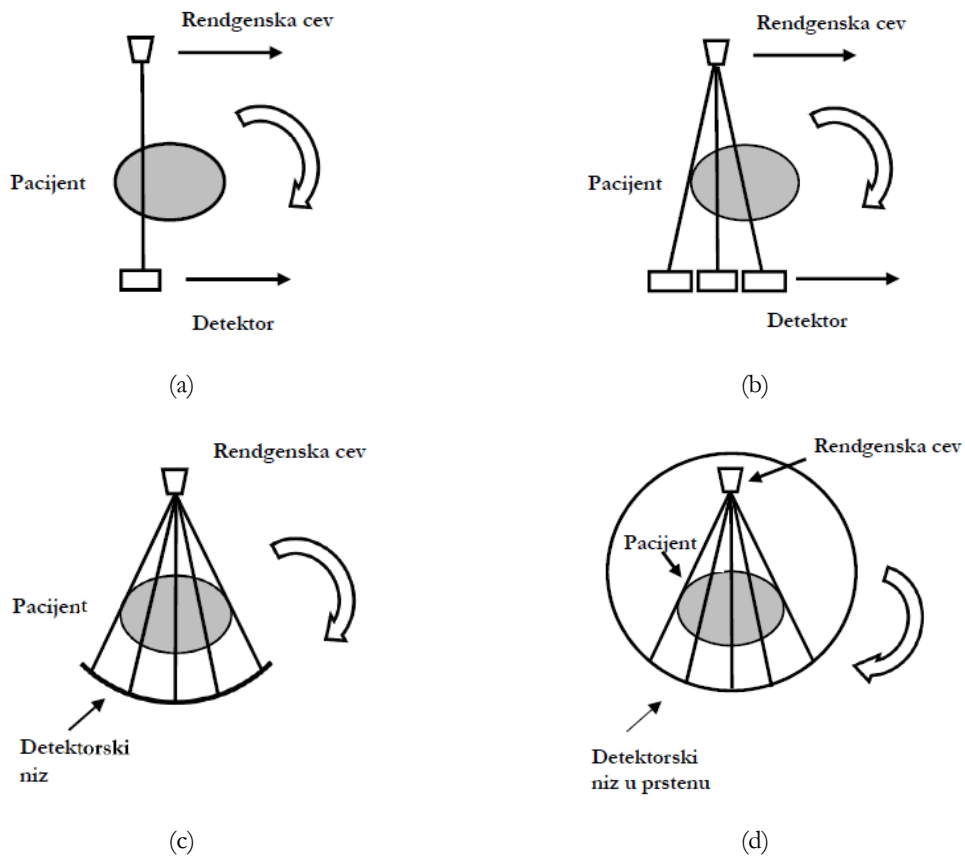 Rendgenska cev
Pacijent
Detektor
(a)
Rendgenska cev
Pacijent
Detektor
(b)
Rendgenska cev
Pacijent
Detektorski
niz
(c)
Rendgenska cev
Pacijent
Detektorski
niz u prstenu
(d)